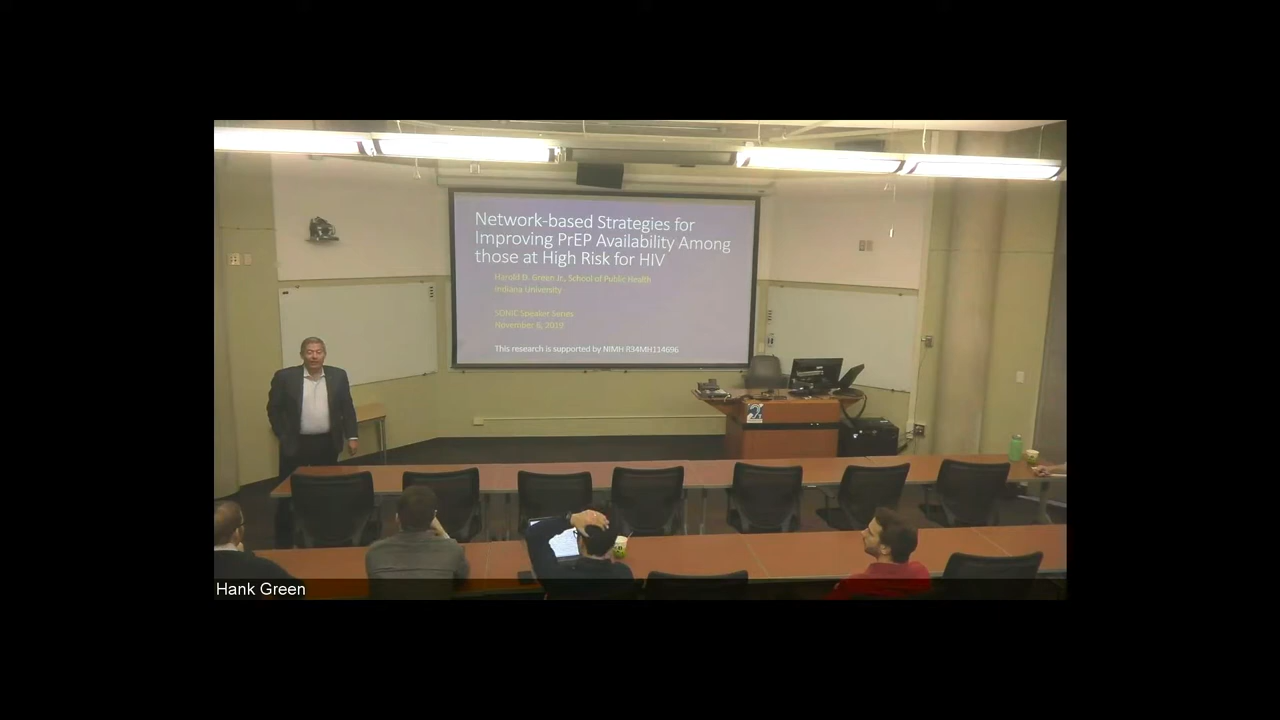 Network-based Strategies for
Improving PrEP Availability Among
those at High Risk for HIV
Harold D. Green Jr., School of Public Health
Indiana University
SONIC Speaker Series
November 6, 2019
This research is supported by NIMH R34MH114696
Hank Green